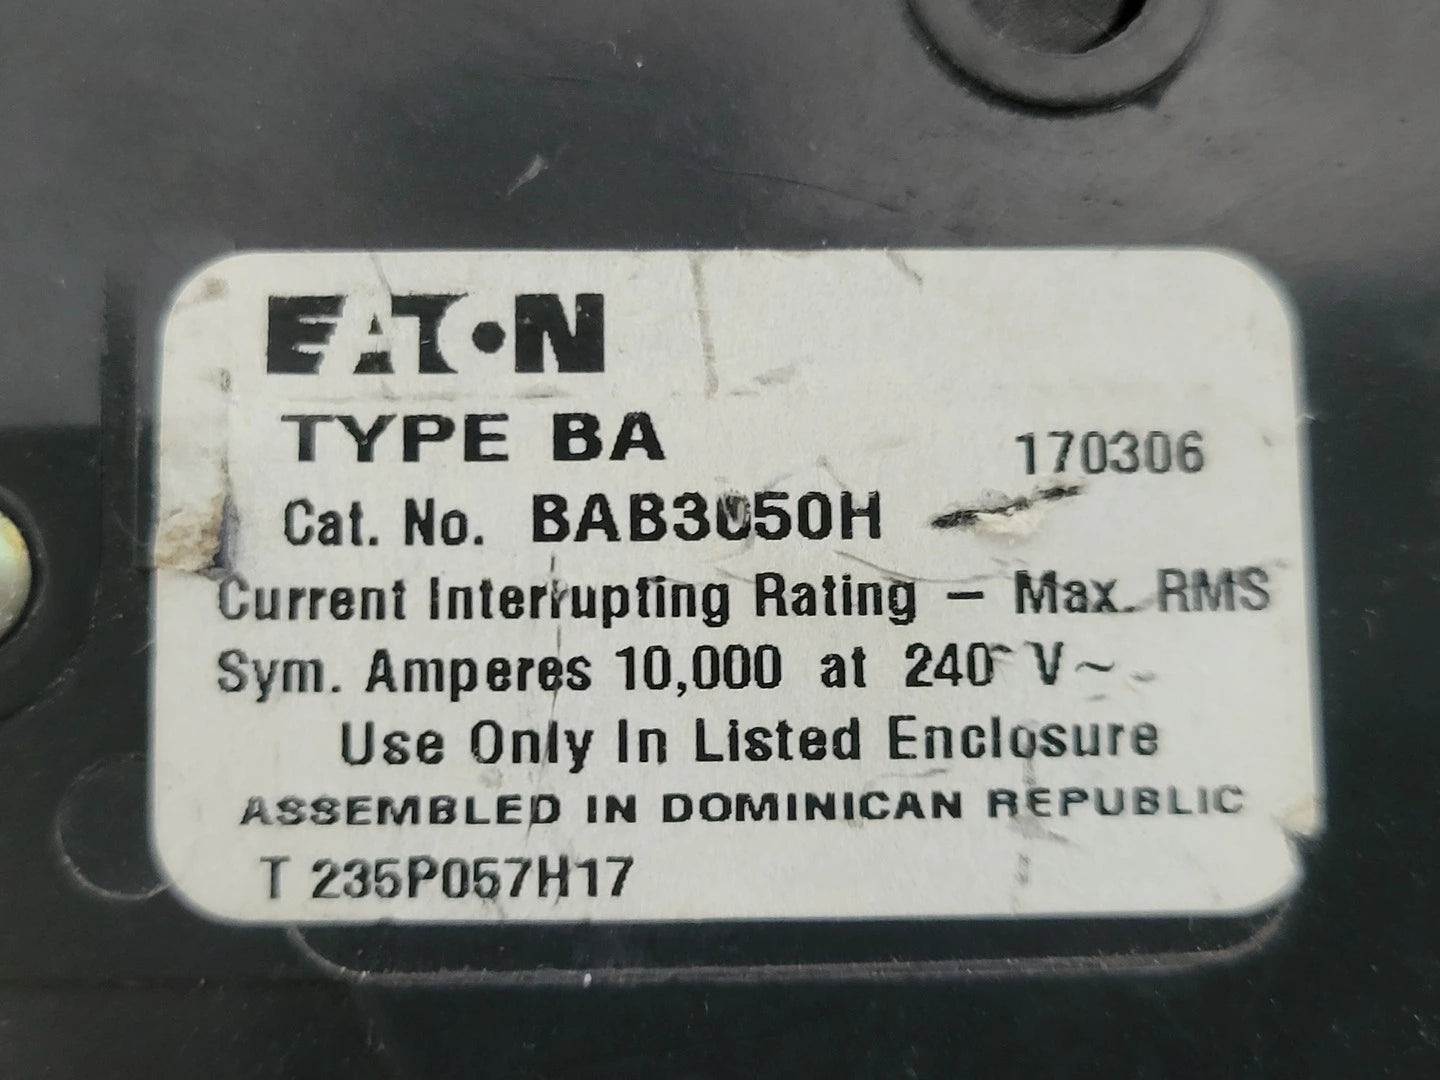 EATON
TYPE BA
170306
Cat. No. BAB3050H
Current Interrupting Rating – Max. RMS
Sym. Amperes 10,000 at 240 V~
Use Only In Listed Enclosure
ASSEMBLED IN DOMINICAN REPUBLIC
T 235P057H17